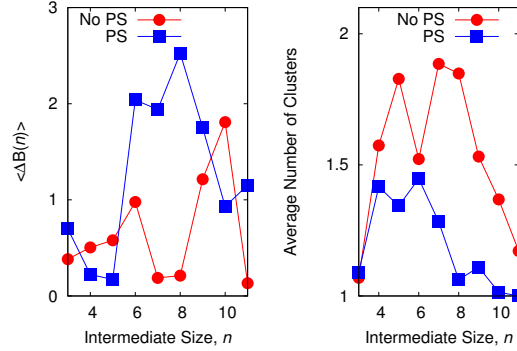 No PS
PS
3
2
1
0
4
6
8
10
<ΔB(n)>
Intermediate Size, n
No PS
PS
2
1.5
1
4
6
8
10
Average Number of Clusters
Intermediate Size, n